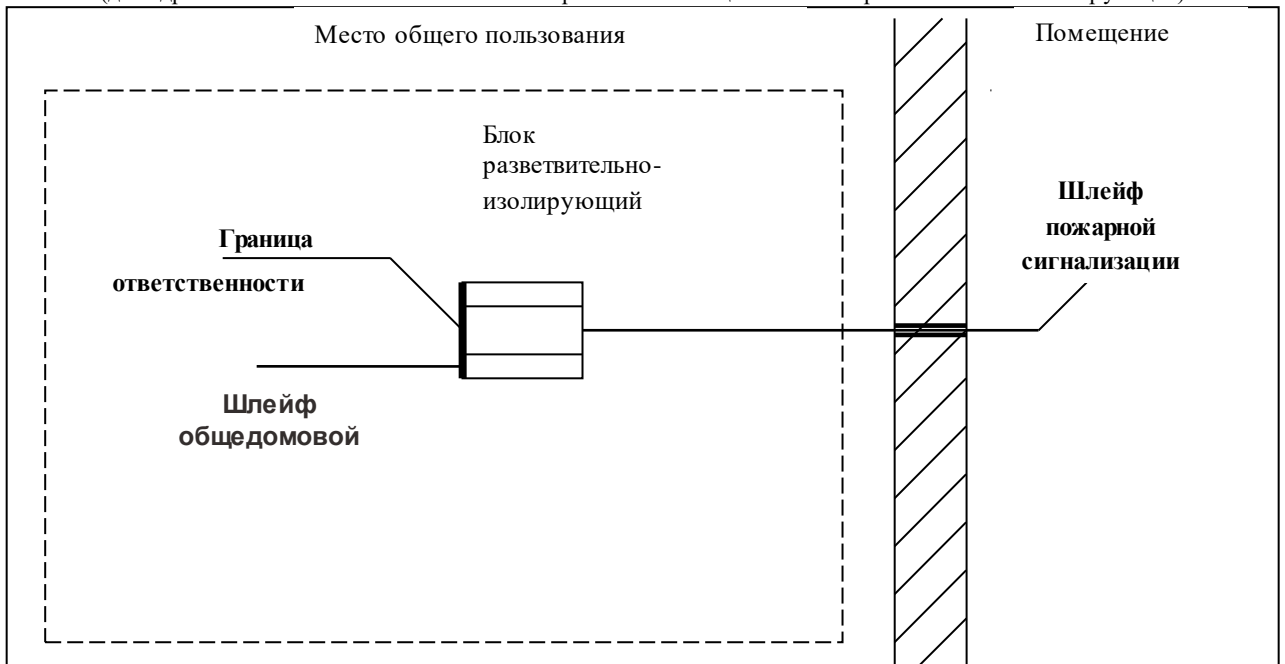 Место общего пользования
Помещение
Блок
разветвительно-
изолирующий
Шлейф
пожарной
сигнализации
Граница
ответственности
Шлейф
общедомовой